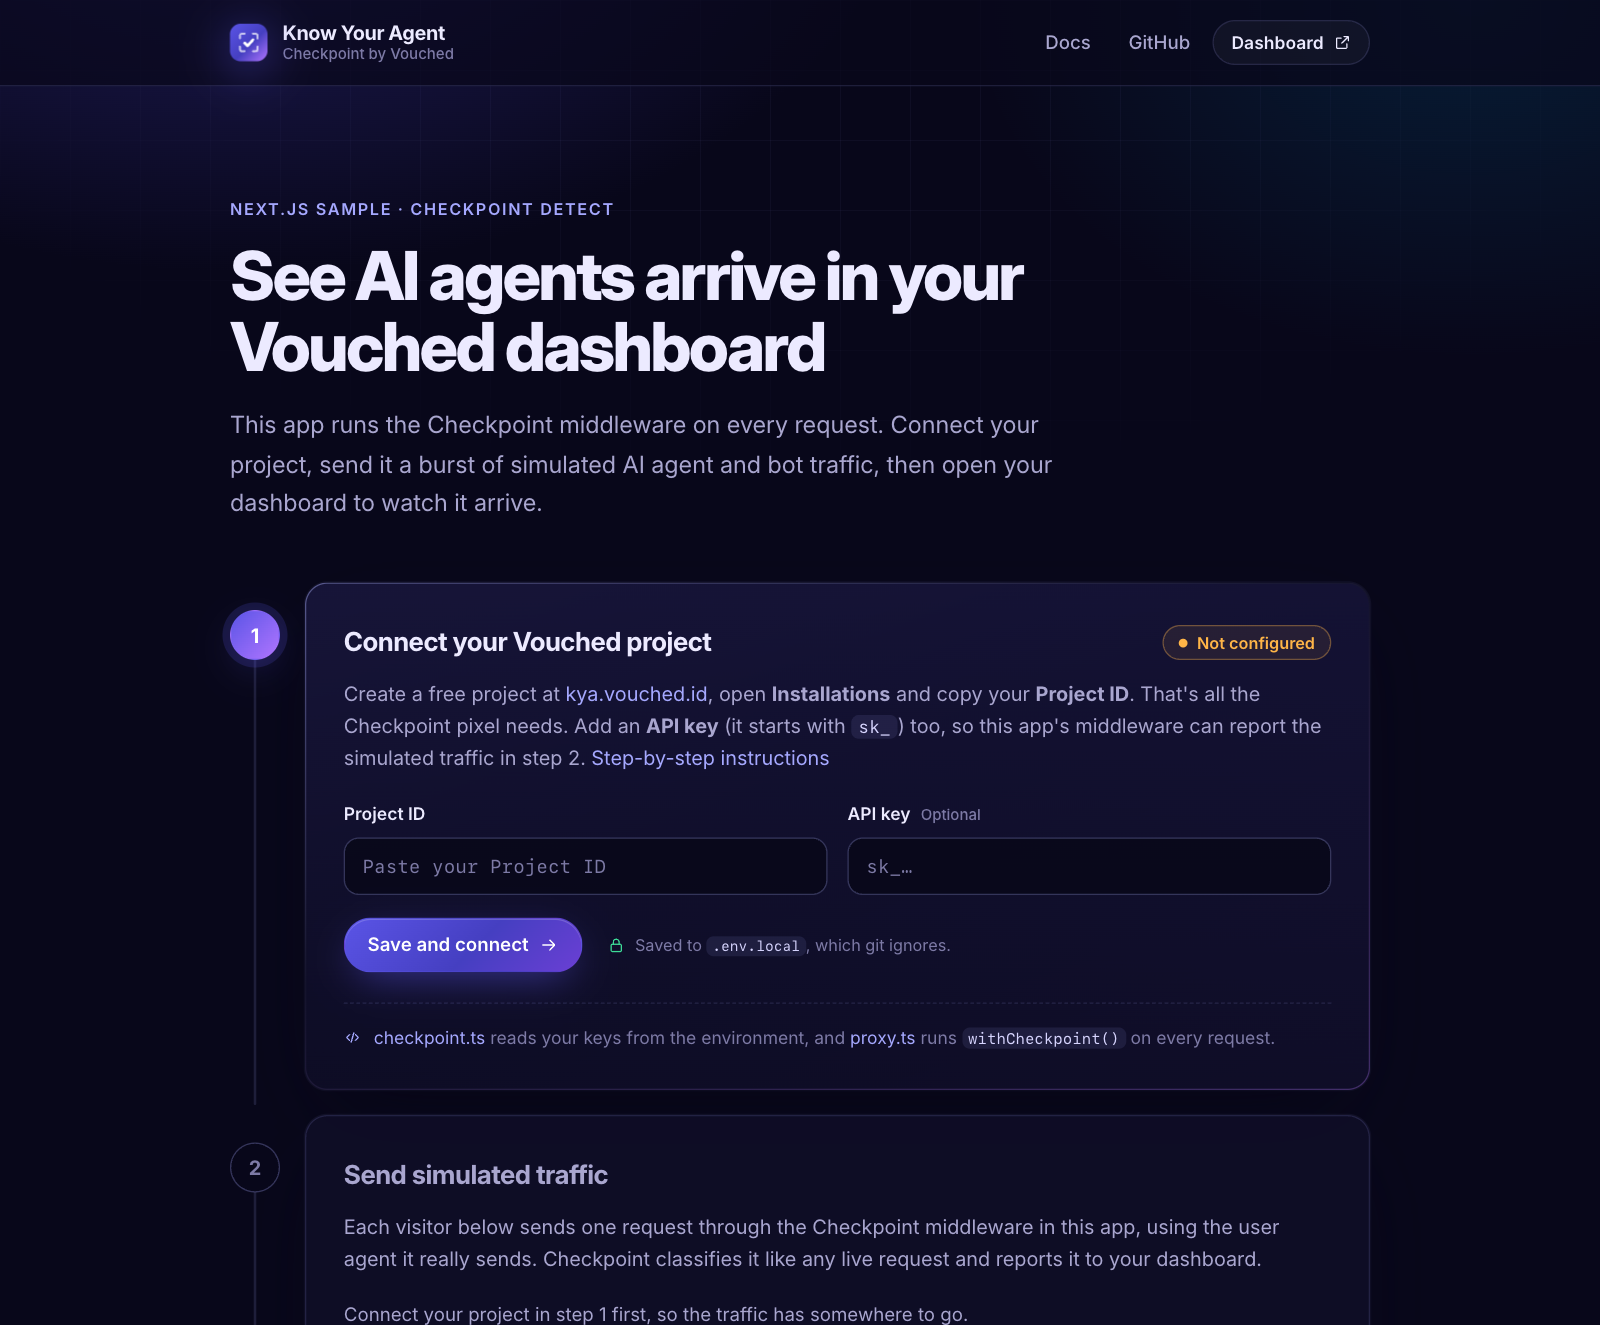 Know Your Agent
Checkpoint by Vouched
Docs
GitHub
Dashboard
NEXT.JS SAMPLE · CHECKPOINT DETECT
See AI agents arrive in your
Vouched dashboard
This app runs the Checkpoint middleware on every request. Connect your
project, send it a burst of simulated AI agent and bot traffic, then open your
dashboard to watch it arrive.
1
Connect your Vouched project
Not configured
Create a free project at kya.vouched.id, open Installations and copy your Project ID. That's all the
Checkpoint pixel needs. Add an API key (it starts with sk_) too, so this app's middleware can report the
simulated traffic in step 2. Step-by-step instructions
Project ID
API key Optional
Paste your Project ID
sk_…
Save and connect →
Saved to .env.local, which git ignores.
checkpoint.ts reads your keys from the environment, and proxy.ts runs withCheckpoint() on every request.
2
Send simulated traffic
Each visitor below sends one request through the Checkpoint middleware in this app, using the user
agent it really sends. Checkpoint classifies it like any live request and reports it to your dashboard.
Connect your project in step 1 first, so the traffic has somewhere to go.